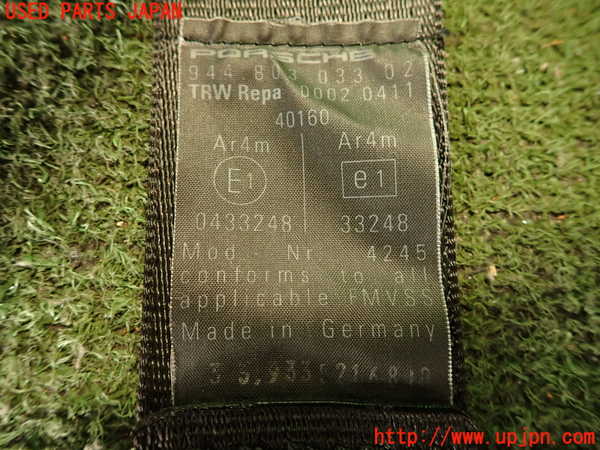 USED PARTS JAPAN
PORSCHE
944.803.033.02
TRW Repa 0002 0411
40160
Ar4m Ar4m
E1 e1
0433248 33248
Mod. Nr. 4245
conforms to all
applicable FMVSS
Made in Germany
http://www.upjpn.com/